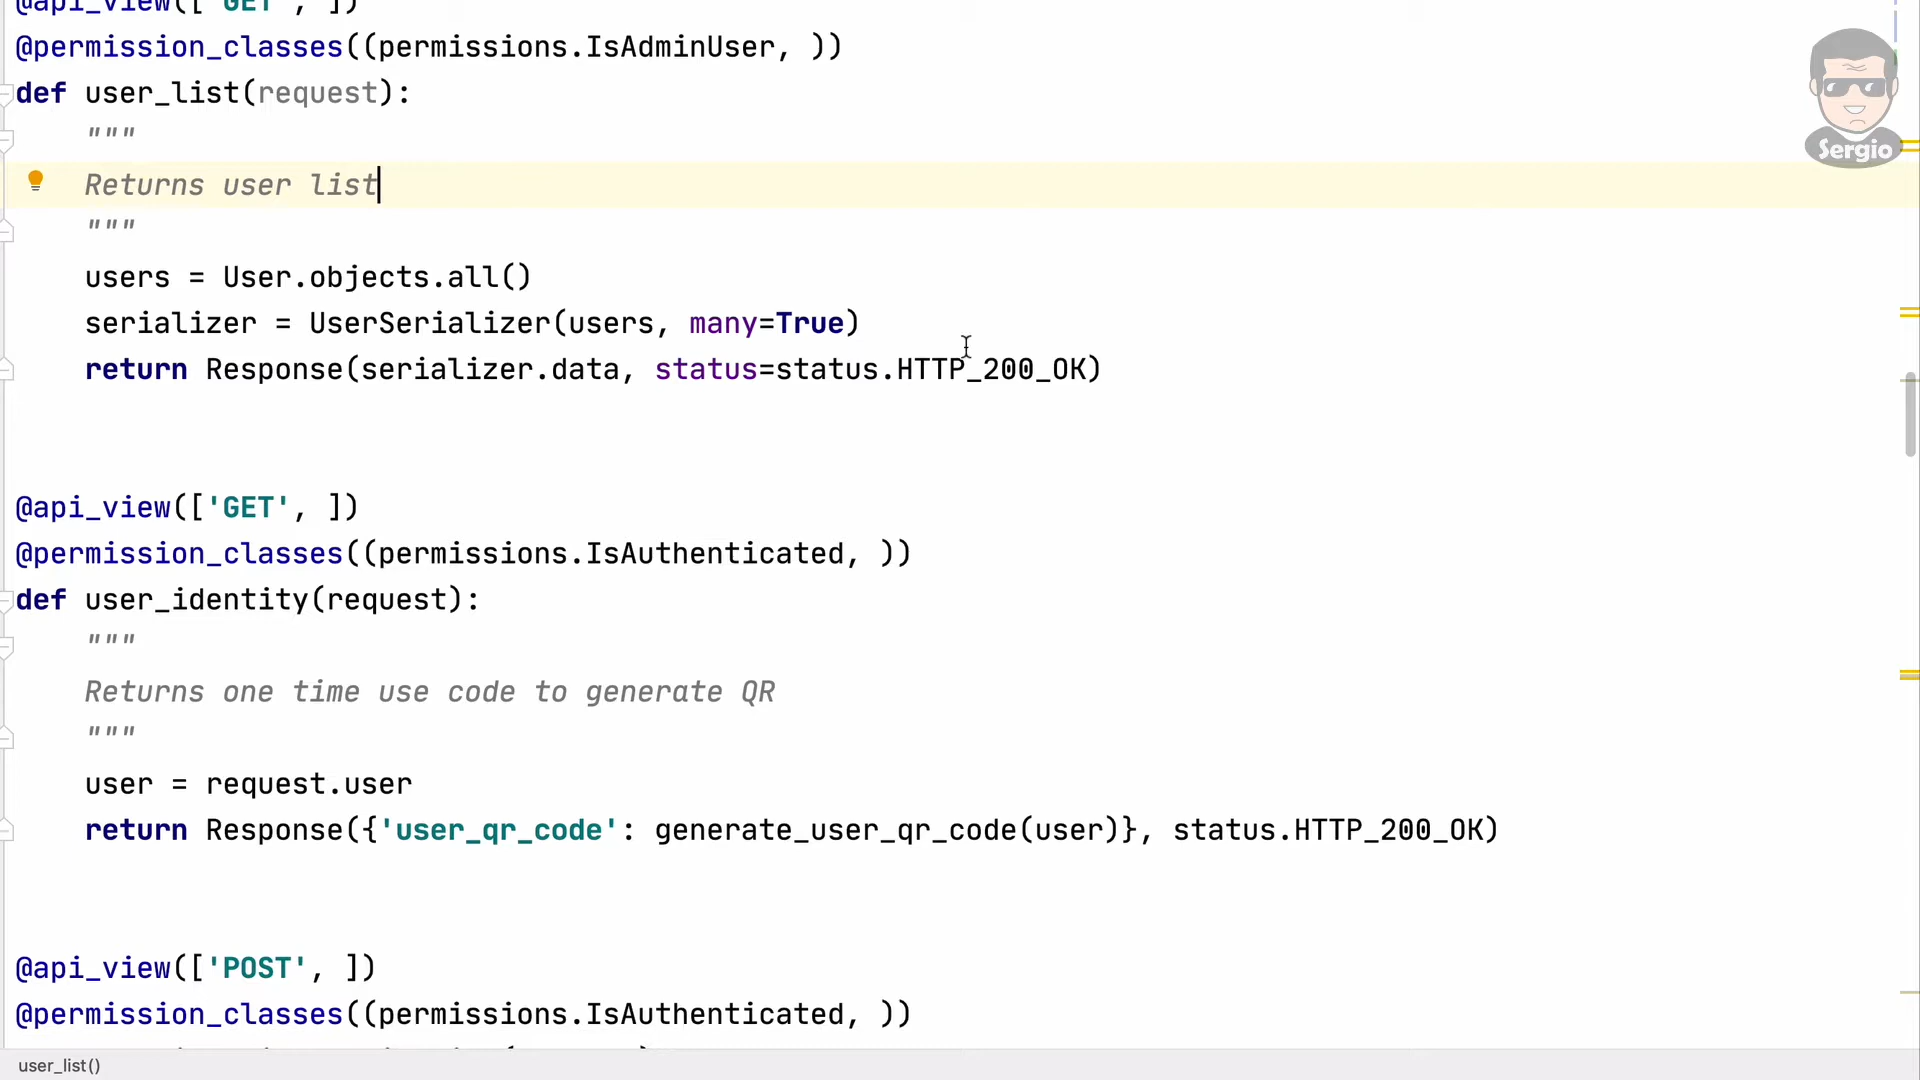 @api_view(['GET', ])
@permission_classes((permissions.IsAdminUser, ))
def user_list(request):
"""
Returns user list
"""
users = User.objects.all()
serializer = UserSerializer(users, many=True)
return Response(serializer.data, status=status.HTTP_200_OK)
@api_view(['GET', ])
@permission_classes((permissions.IsAuthenticated, ))
def user_identity(request):
"""
Returns one time use code to generate QR
"""
user = request.user
return Response({'user_qr_code': generate_user_qr_code(user)}, status.HTTP_200_OK)
@api_view(['POST', ])
@permission_classes((permissions.IsAuthenticated, ))
user_list()
Sergio